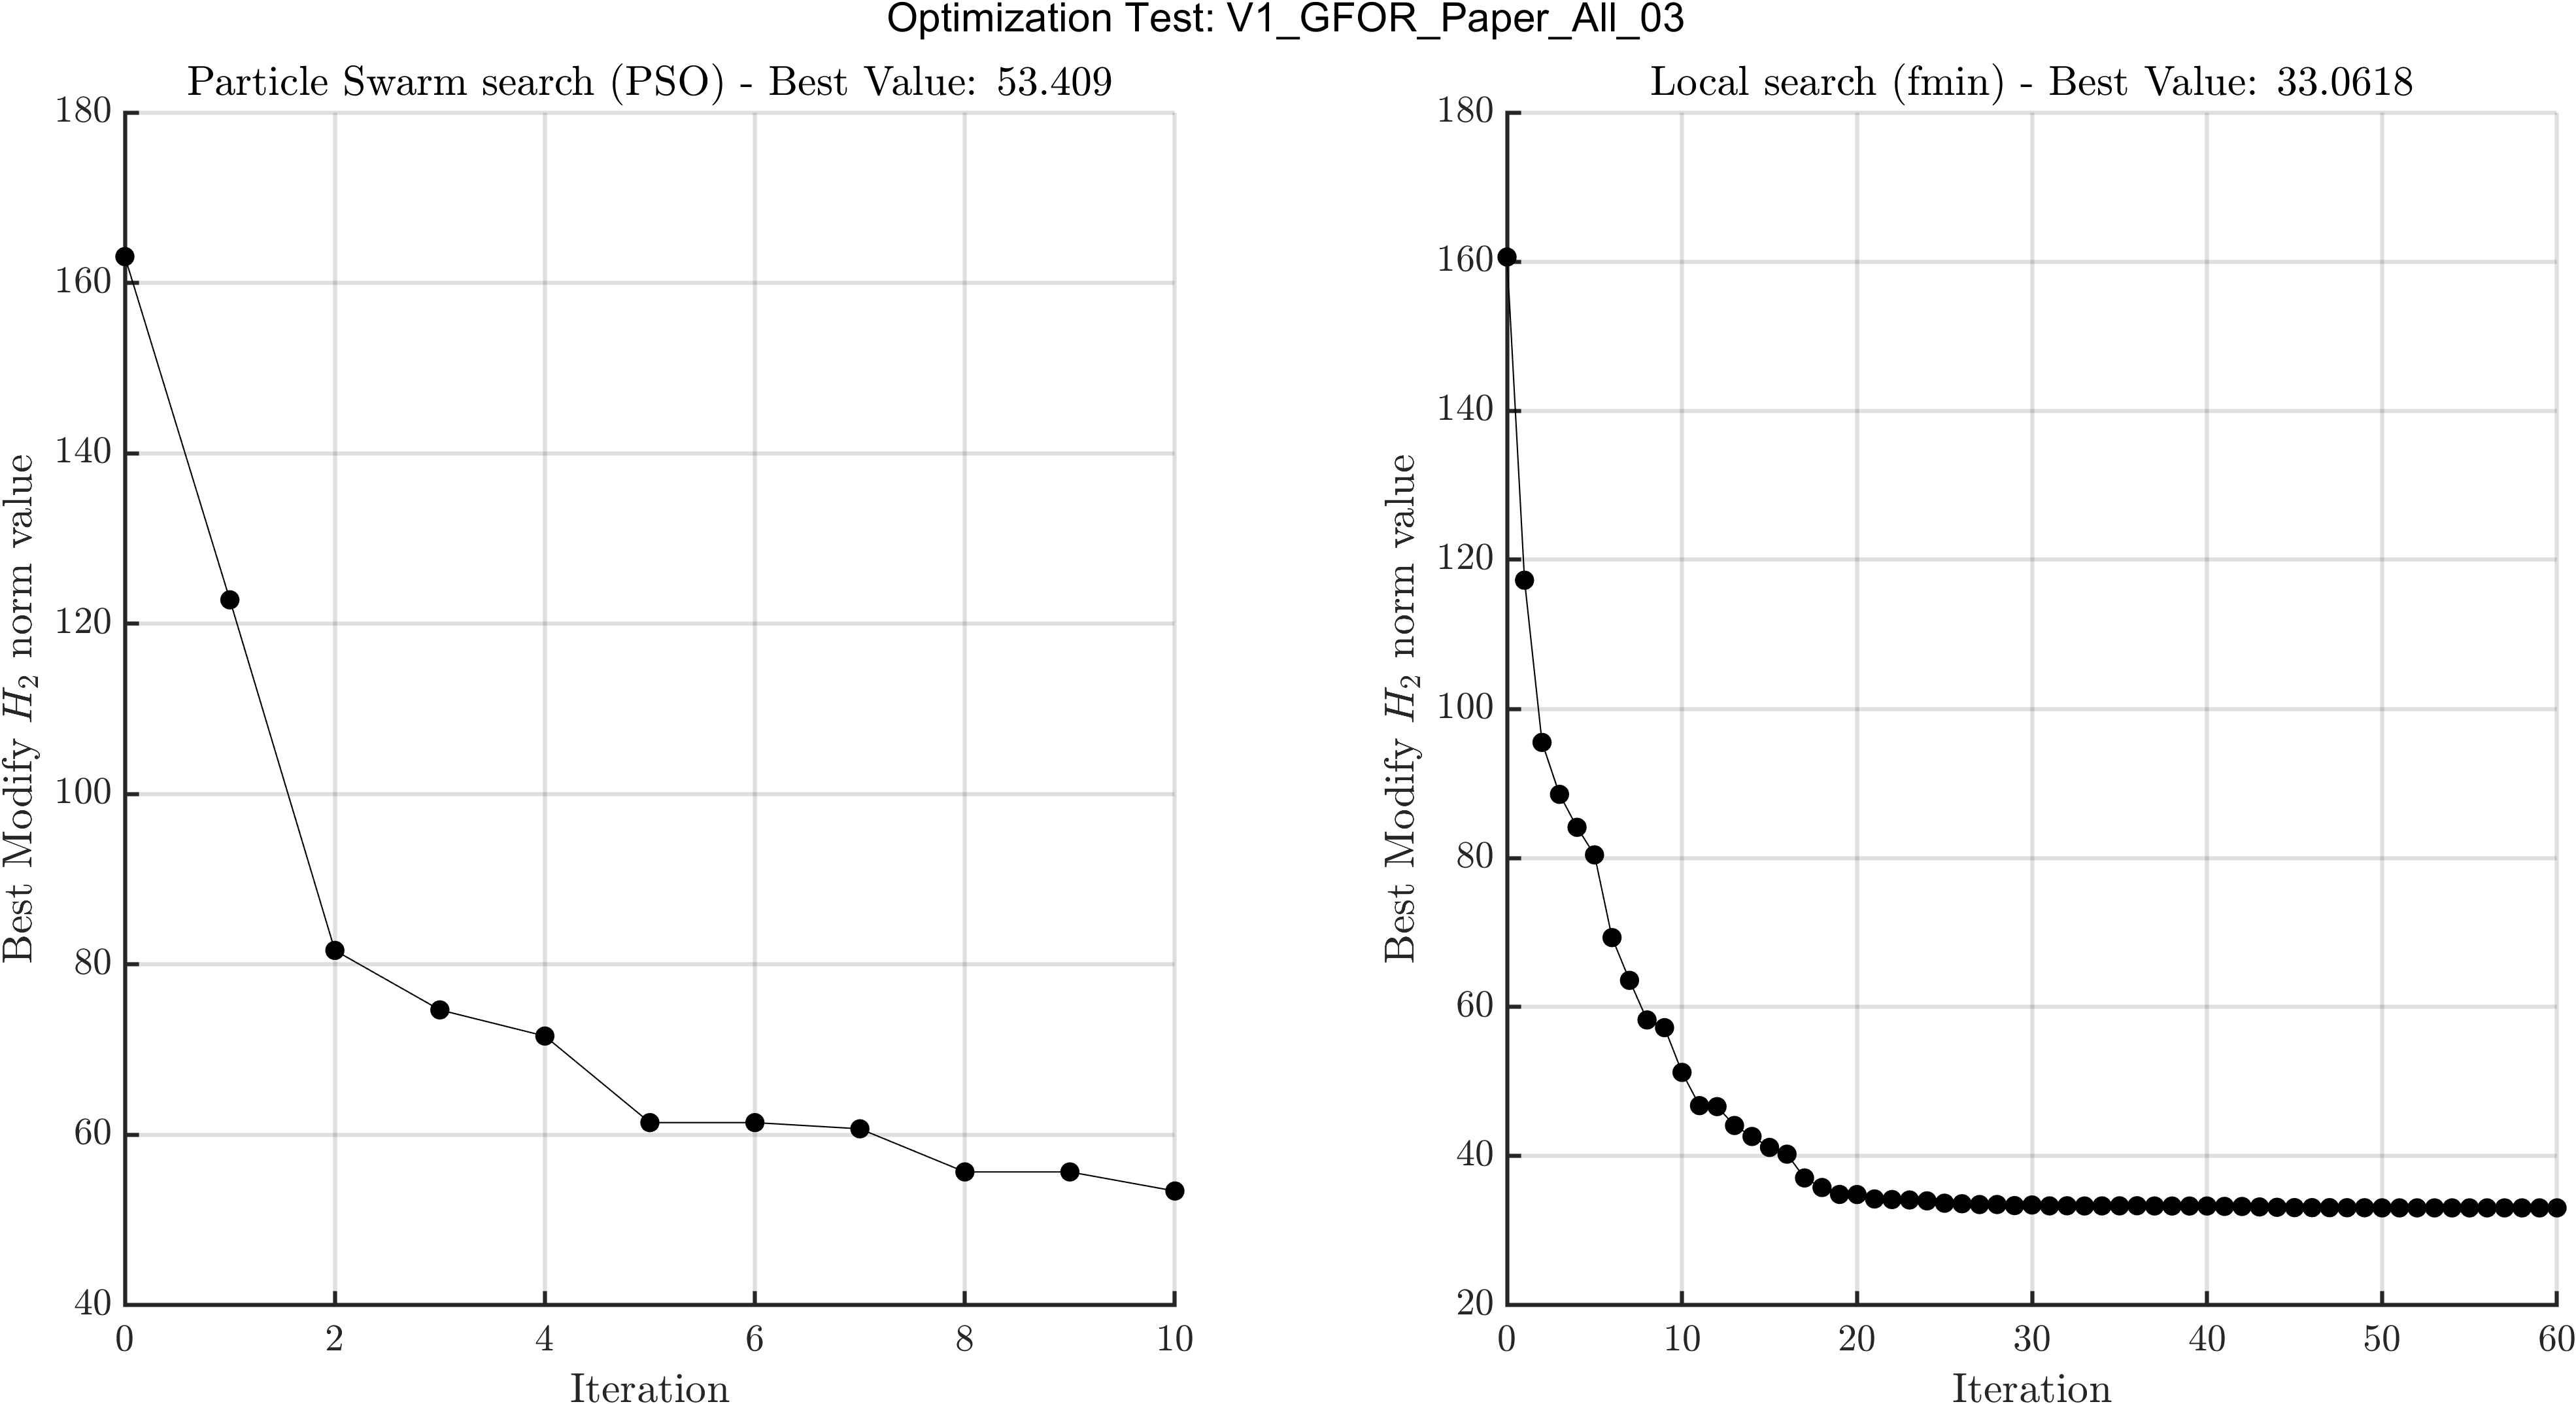 Optimization Test: V1_GFOR_Paper_All_03
Particle Swarm search (PSO) - Best Value: 53.409
180
160
140
120
100
80
60
40
Best Modify H₂ norm value
0 2 4 6 8 10
Iteration
Local search (fmin) - Best Value: 33.0618
180
160
140
120
100
80
60
40
20
Best Modify H₂ norm value
0 10 20 30 40 50 60
Iteration